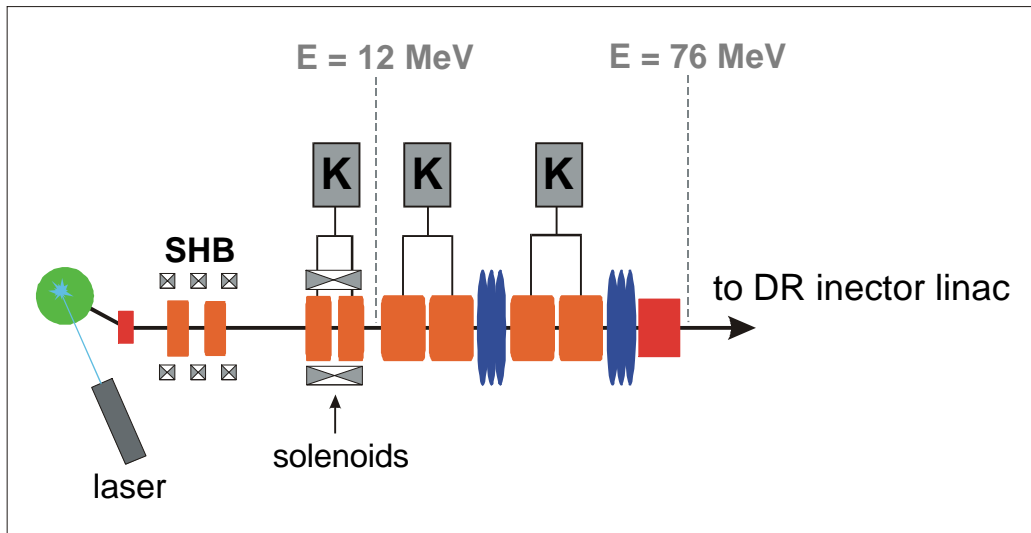 E = 12 MeV
E = 76 MeV
K
K
K
SHB
to DR inector linac
solenoids
laser